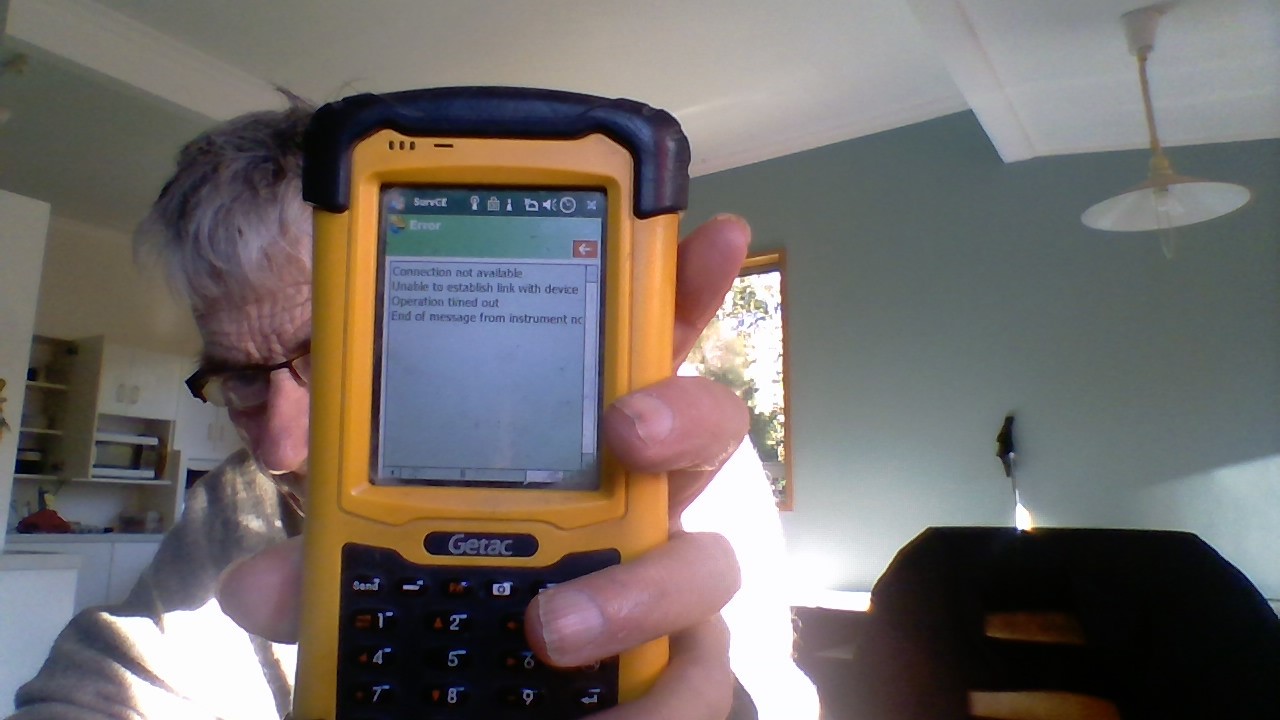 SurvCE
Error
Connection not available
Unable to establish link with device
Operation timed out
End of message from instrument nc
Getac
Send
1 2
4 5 6
7 8 9